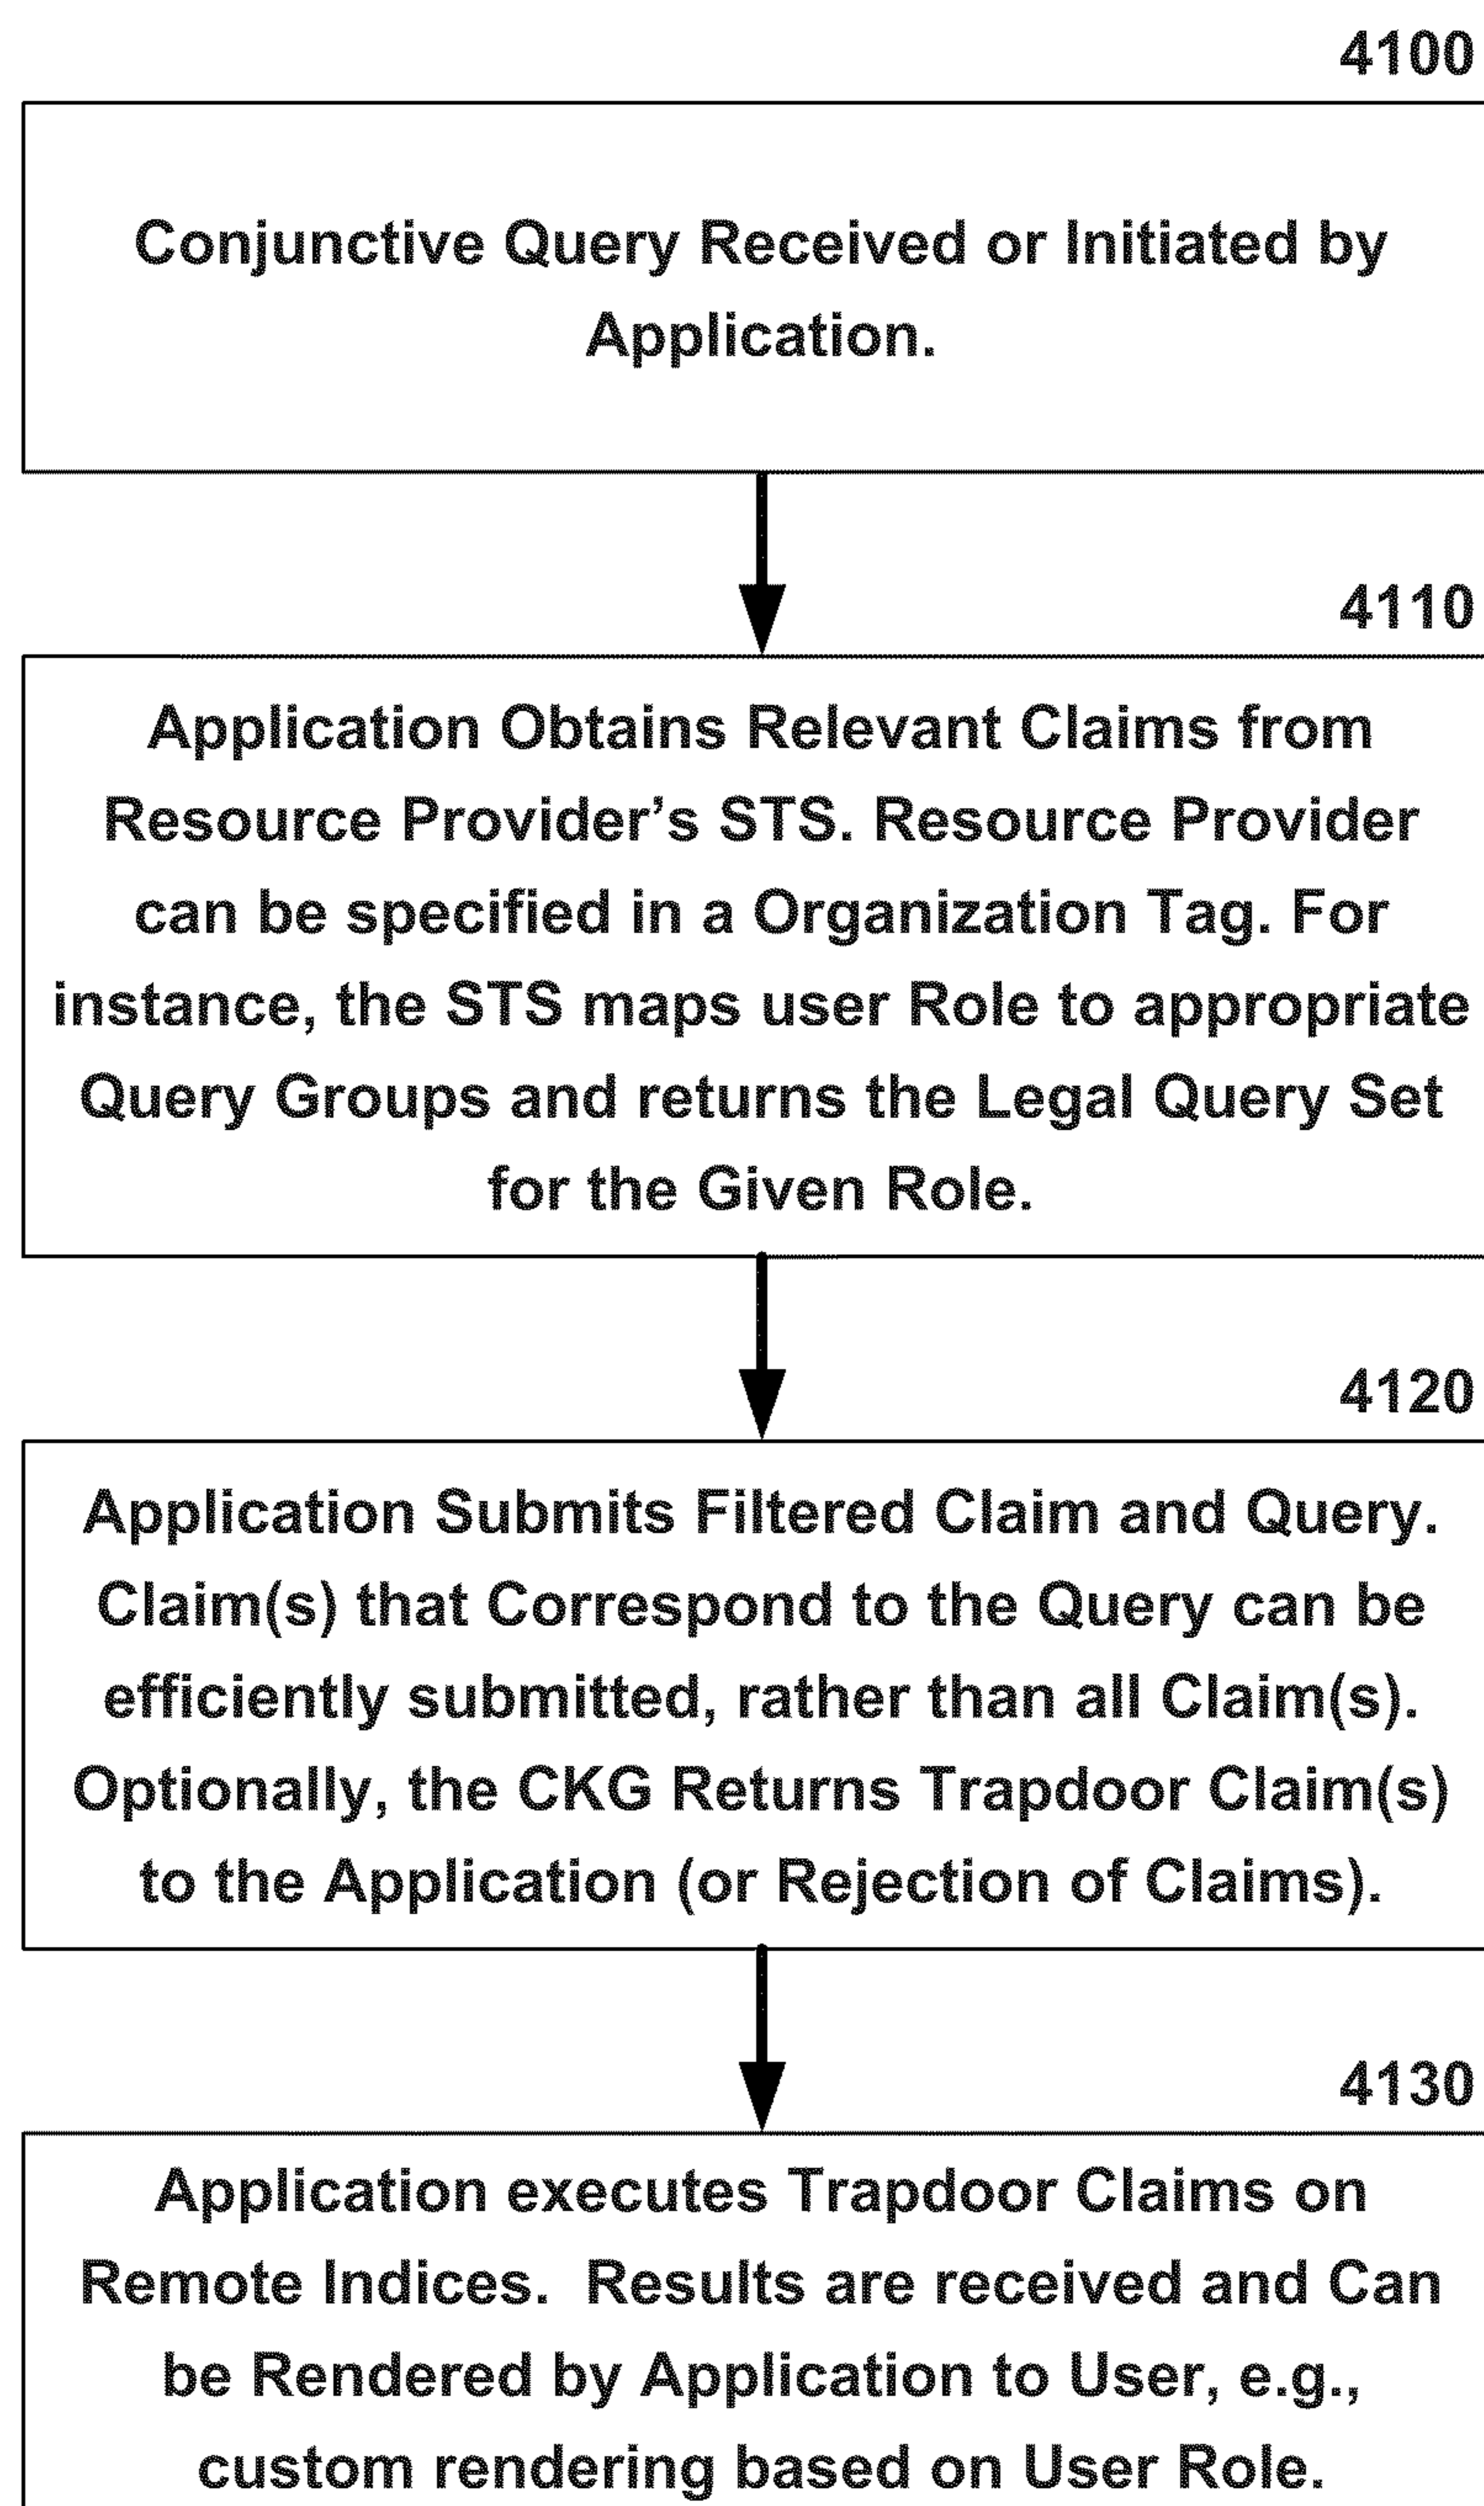 4100
Conjunctive Query Received or Initiated by
Application.
4110
Application Obtains Relevant Claims from
Resource Provider’s STS. Resource Provider
can be specified in a Organization Tag. For
instance, the STS maps user Role to appropriate
Query Groups and returns the Legal Query Set
for the Given Role.
4120
Application Submits Filtered Claim and Query.
Claim(s) that Correspond to the Query can be
efficiently submitted, rather than all Claim(s).
Optionally, the CKG Returns Trapdoor Claim(s)
to the Application (or Rejection of Claims).
4130
Application executes Trapdoor Claims on
Remote Indices. Results are received and Can
be Rendered by Application to User, e.g.,
custom rendering based on User Role.